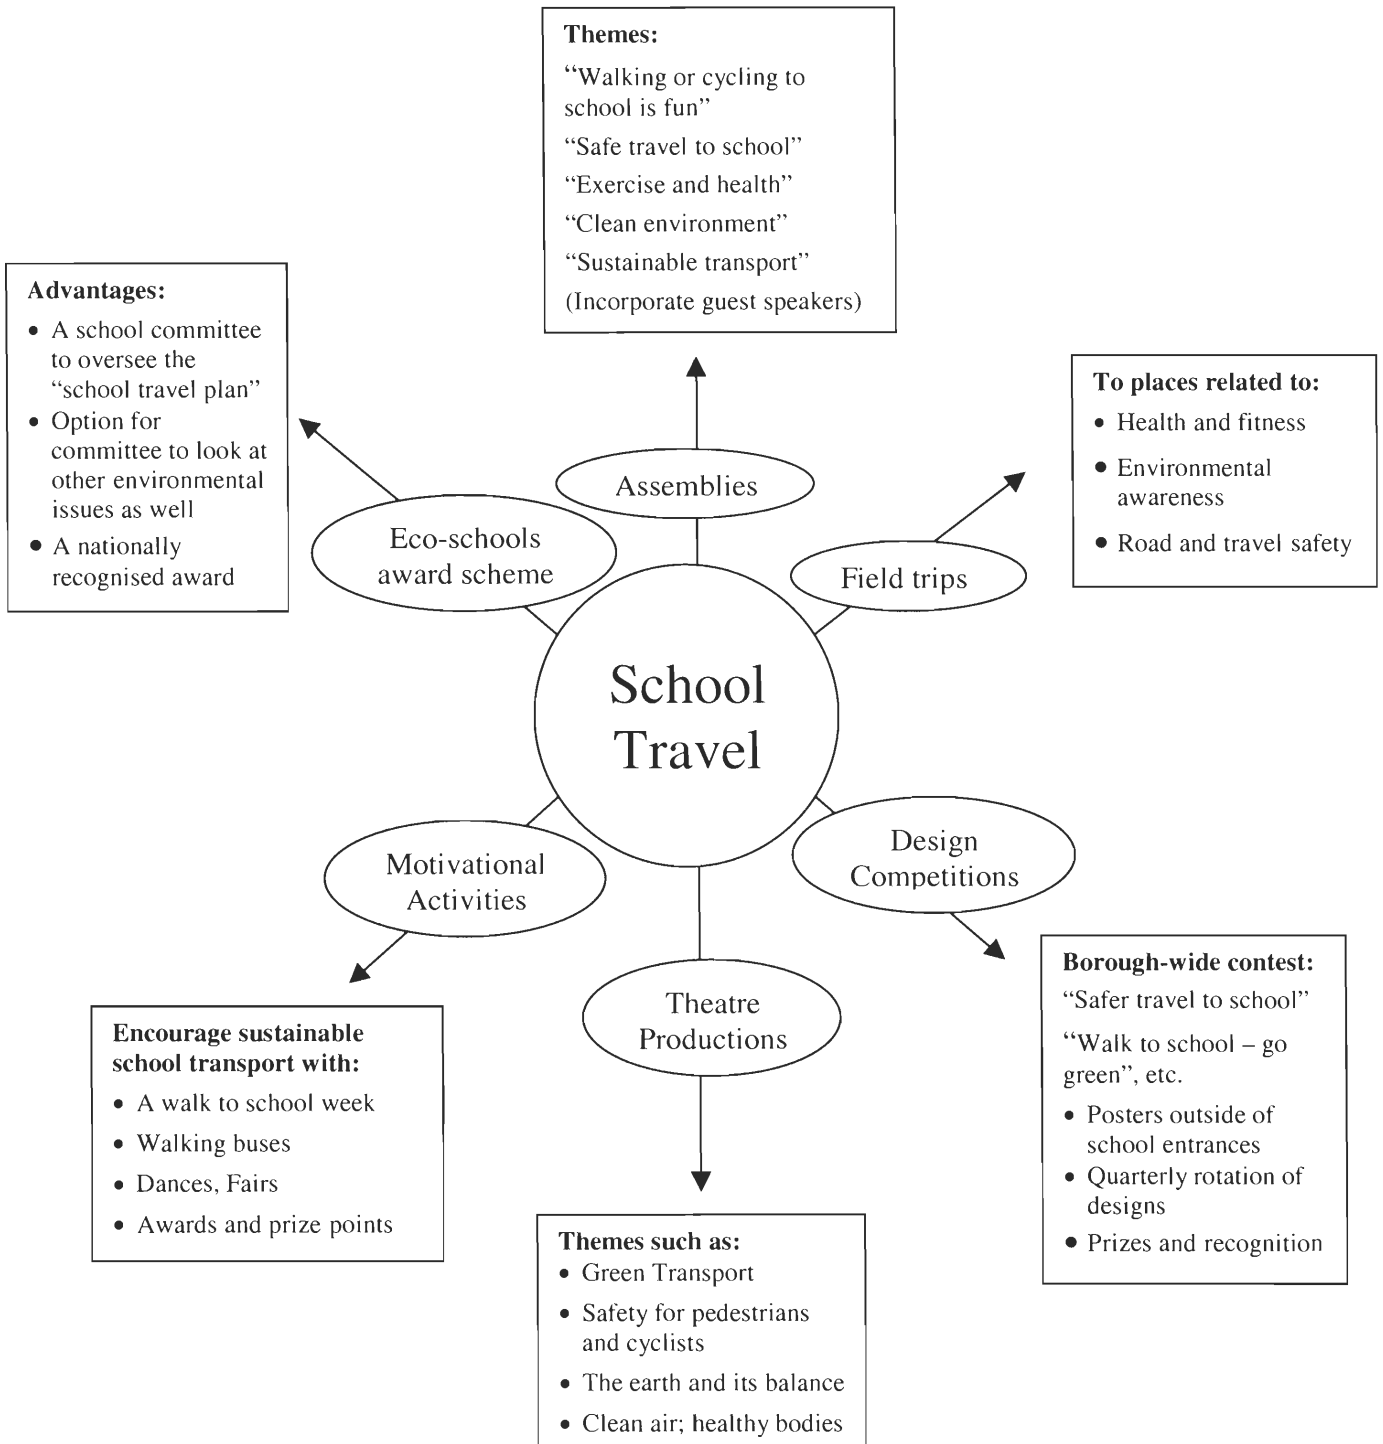 Themes:
“Walking or cycling to
school is fun”
“Safe travel to school”
“Exercise and health”
“Clean environment”
“Sustainable transport”
(Incorporate guest speakers)
Advantages:
• A school committee
to oversee the
“school travel plan”
• Option for
committee to look at
other environmental
issues as well
• A nationally
recognised award
To places related to:
• Health and fitness
• Environmental
awareness
• Road and travel safety
Assemblies
Eco-schools
award scheme
Field trips
School
Travel
Motivational
Activities
Design
Competitions
Theatre
Productions
Encourage sustainable
school transport with:
• A walk to school week
• Walking buses
• Dances, Fairs
• Awards and prize points
Borough-wide contest:
“Safer travel to school”
“Walk to school – go
green”, etc.
• Posters outside of
school entrances
• Quarterly rotation of
designs
• Prizes and recognition
Themes such as:
• Green Transport
• Safety for pedestrians
and cyclists
• The earth and its balance
• Clean air; healthy bodies